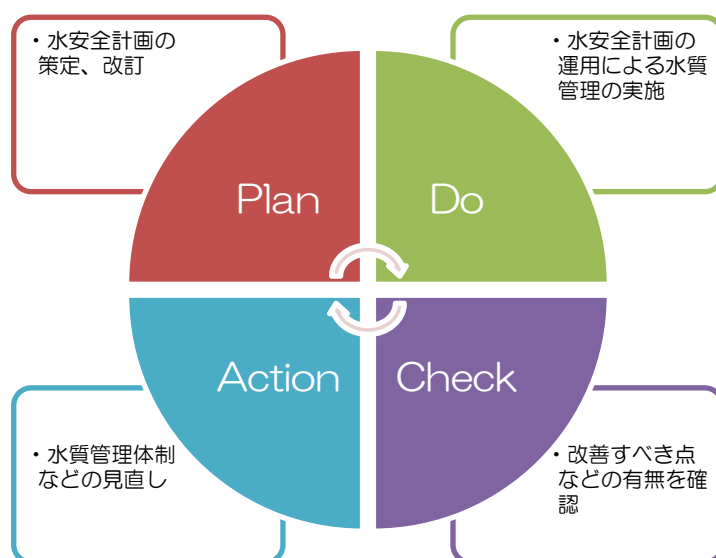 ・水安全計画の
策定、改訂
・水安全計画の
運用による水質
管理の実施
Plan
Do
Action
Check
・水質管理体制
などの見直し
・改善すべき点
などの有無を確
認